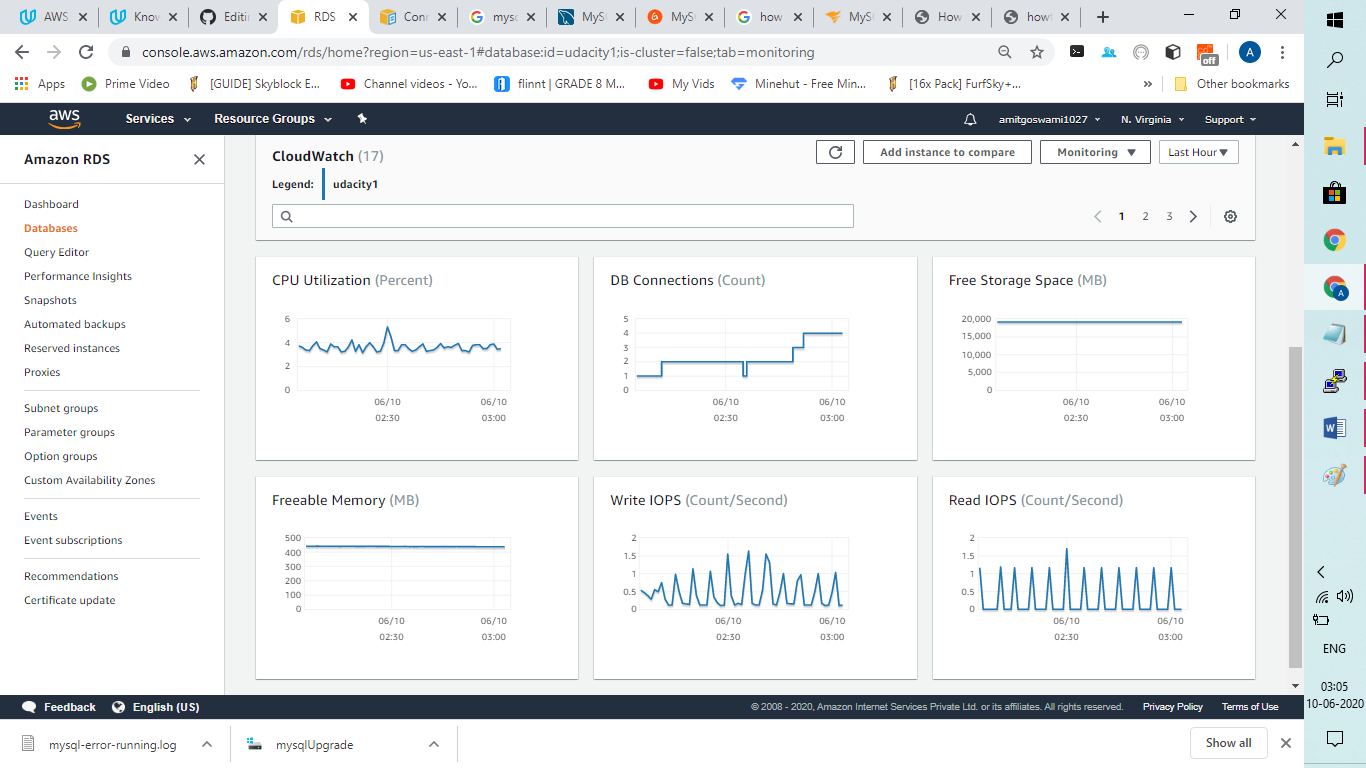 AWS
Know
Editin
RDS
Conn
mysq
MySC
MySC
how
MySC
How
howt
console.aws.amazon.com/rds/home?region=us-east-1#database:id=udacity1;is-cluster=false;tab=monitoring
off
A
Apps
Prime Video
[GUIDE] Skyblock E...
Channel videos - Yo...
flinnt | GRADE 8 M...
My Vids
Minehut - Free Min...
[16x Pack] FurfSky+...
»
Other bookmarks
aws
Services
Resource Groups
amitgoswami1027
N. Virginia
Support
Amazon RDS
Dashboard
Databases
Query Editor
Performance Insights
Snapshots
Automated backups
Reserved instances
Proxies
Subnet groups
Parameter groups
Option groups
Custom Availability Zones
Events
Event subscriptions
Recommendations
Certificate update
CloudWatch (17)
Add instance to compare
Monitoring
Last Hour
Legend: udacity1
1 2 3
CPU Utilization (Percent)
6
4
2
0
06/10 06/10
02:30 03:00
DB Connections (Count)
5
4
3
2
1
0
06/10 06/10
02:30 03:00
Free Storage Space (MB)
20,000
15,000
10,000
5,000
0
06/10 06/10
02:30 03:00
Freeable Memory (MB)
500
400
300
200
100
0
06/10 06/10
02:30 03:00
Write IOPS (Count/Second)
2
1.5
1
0.5
0
06/10 06/10
02:30 03:00
Read IOPS (Count/Second)
2
1.5
1
0.5
0
06/10 06/10
02:30 03:00
Feedback
English (US)
© 2008 - 2020, Amazon Internet Services Private Ltd. or its affiliates. All rights reserved.
Privacy Policy
Terms of Use
mysql-error-running.log
mysqlUpgrade
Show all
A
W
ENG
03:05
10-06-2020